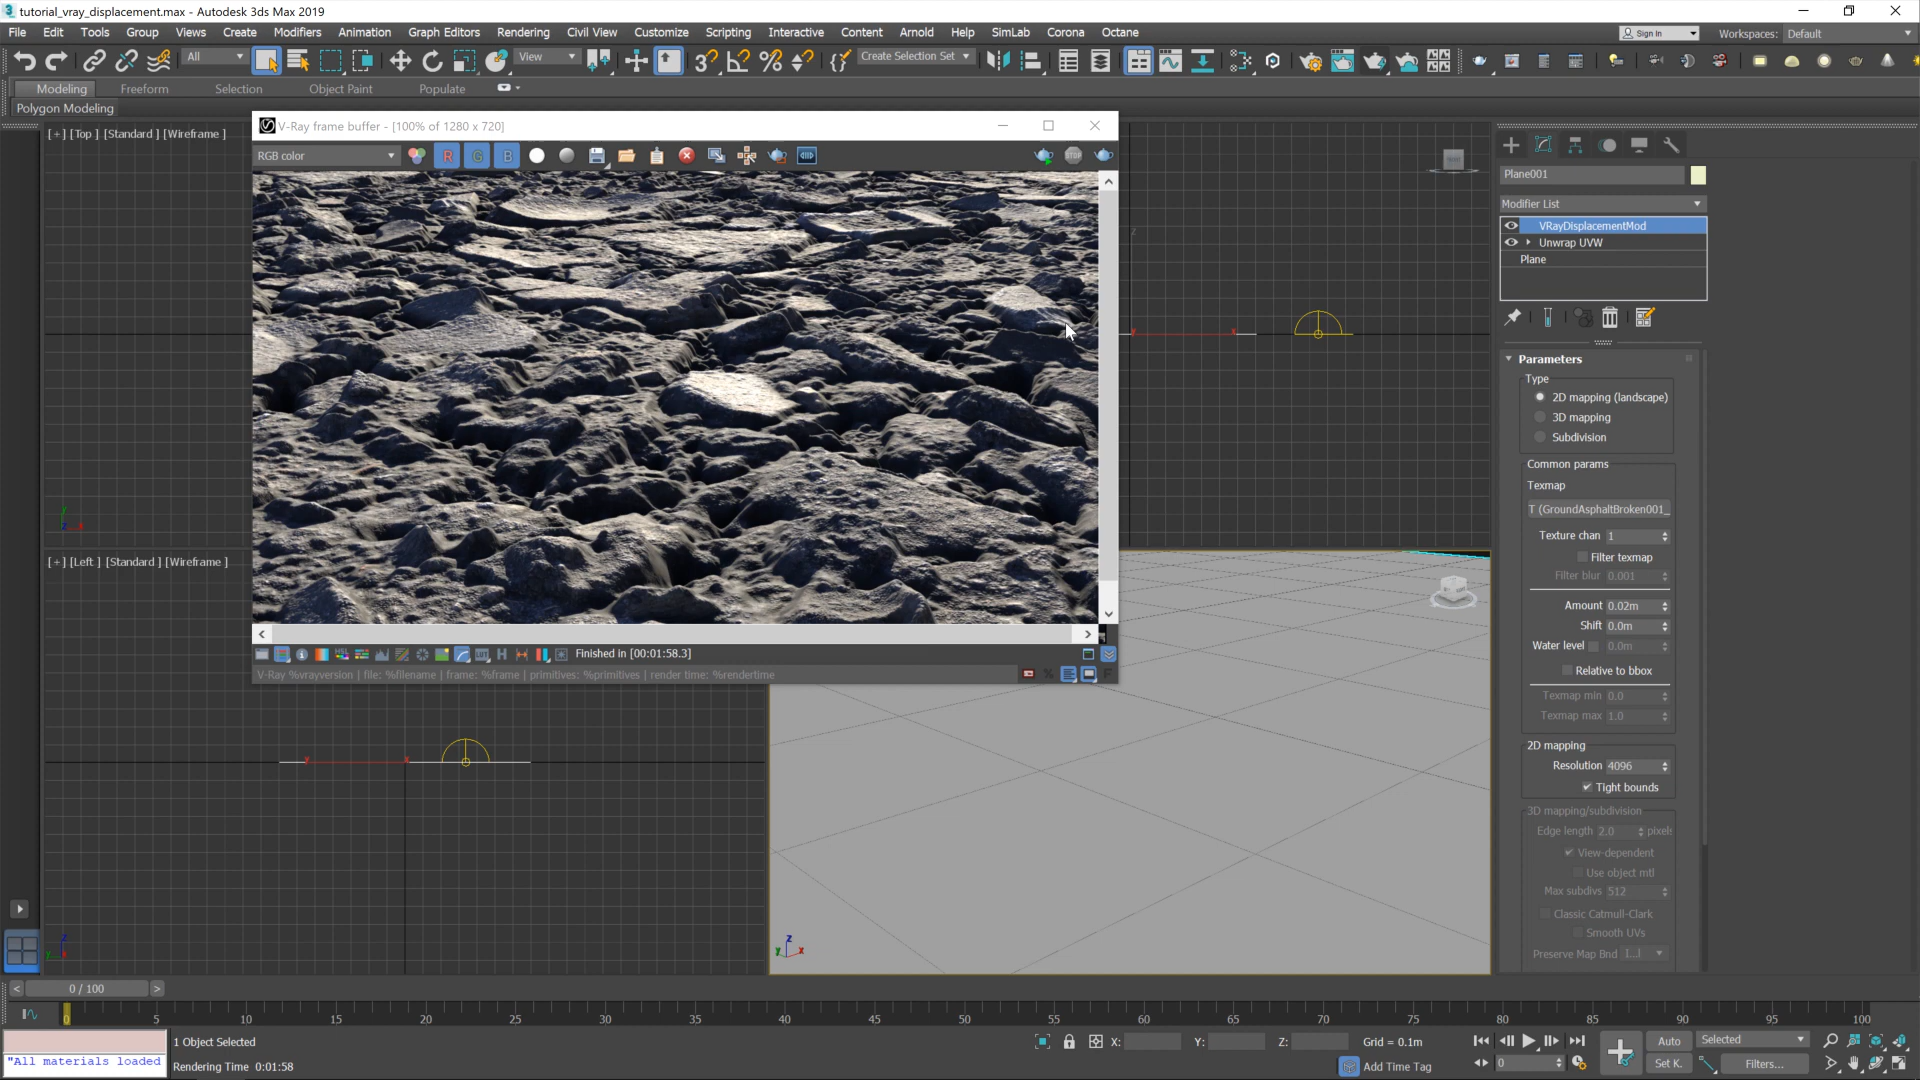 tutorial_vray_displacement.max - Autodesk 3ds Max 2019
File Edit Tools Group Views Create Modifiers Animation Graph Editors Rendering Civil View Customize Scripting Interactive Content Arnold Help SimLab Corona Octane
Sign In Workspaces: Default
All View Create Selection Set
Modeling Freeform Selection Object Paint Populate
Polygon Modeling
[+] [Top ] [Standard ] [Wireframe ]
V-Ray frame buffer - [100% of 1280 x 720]
RGB color R G B STOP
Finished in [00:01:58.3]
V-Ray %vrayversion | file: %filename | frame: %frame | primitives: %primitives | render time: %rendertime
[+] [Left ] [Standard ] [Wireframe ]
Plane001
Modifier List
VRayDisplacementMod
Unwrap UVW
Plane
Parameters
Type
2D mapping (landscape)
3D mapping
Subdivision
Common params
Texmap
T (GroundAsphaltBroken001_
Texture chan 1
Filter texmap
Filter blur 0.001
Amount 0.02m
Shift 0.0m
Water level 0.0m
Relative to bbox
Texmap min 0.0
Texmap max 1.0
2D mapping
Resolution 4096
Tight bounds
3D mapping/subdivision
Edge length 2.0 pixels
View-dependent
Use object mtl
Max subdivs 512
Classic Catmull-Clark
Smooth UVs
Preserve Map Bnd I...l
0 / 100
0 5 10 15 20 25 30 35 40 45 50 55 60 65 70 75 80 85 90 95 100
1 Object Selected X: Y: Z: Grid = 0.1m Auto Selected
"All materials loaded Rendering Time 0:01:58 Add Time Tag 0 Set K. Filters...